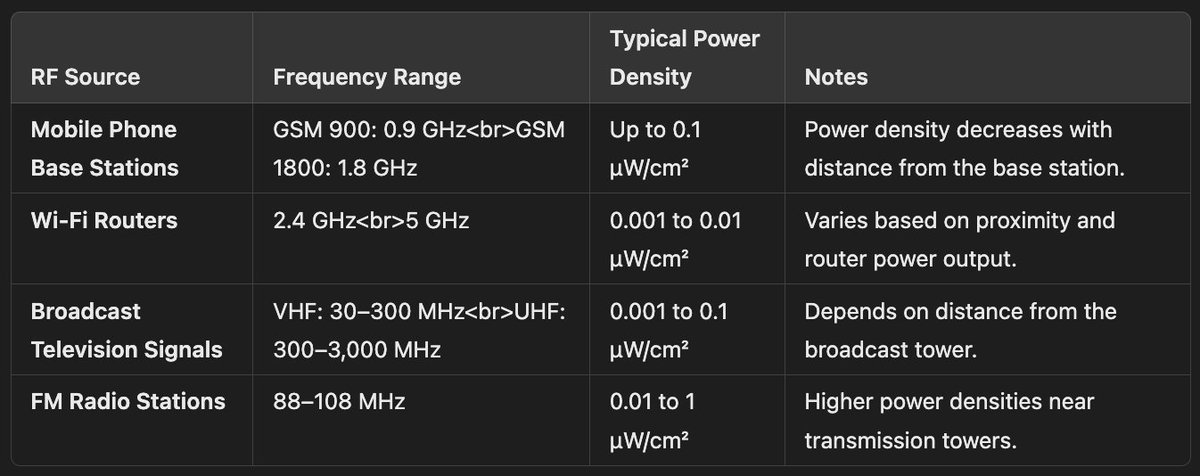 RF Source
Frequency Range
Typical Power
Density
Notes
Mobile Phone
Base Stations
GSM 900: 0.9 GHz<br>GSM
1800: 1.8 GHz
Up to 0.1
µW/cm²
Power density decreases with
distance from the base station.
Wi-Fi Routers
2.4 GHz<br>5 GHz
0.001 to 0.01
µW/cm²
Varies based on proximity and
router power output.
Broadcast
Television Signals
VHF: 30–300 MHz<br>UHF:
300–3,000 MHz
0.001 to 0.1
µW/cm²
Depends on distance from the
broadcast tower.
FM Radio Stations
88–108 MHz
0.01 to 1
µW/cm²
Higher power densities near
transmission towers.